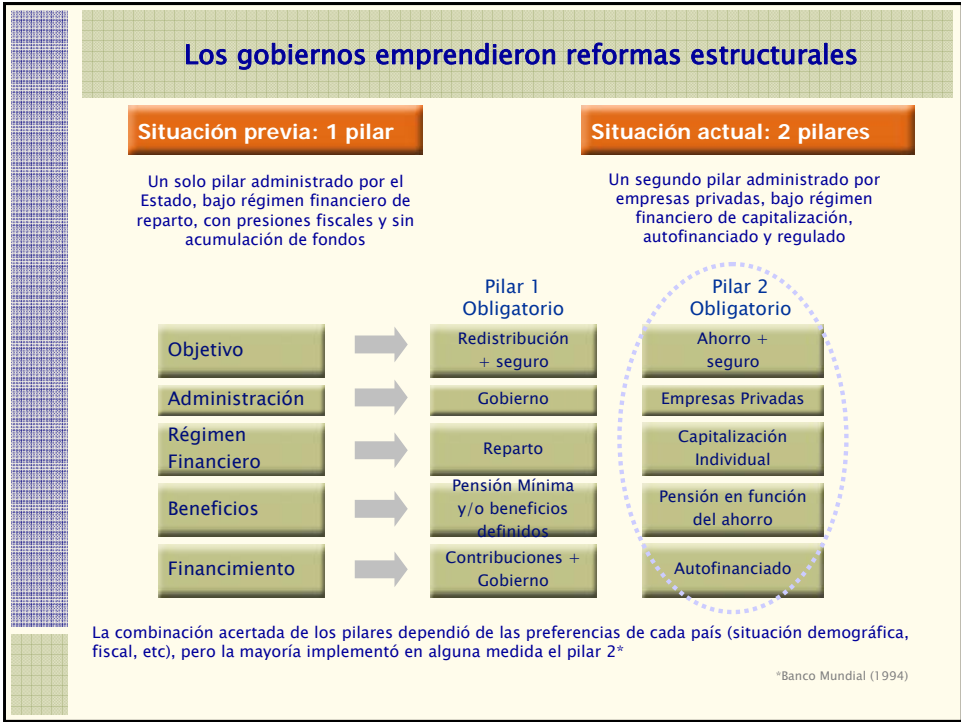 Los gobiernos emprendieron reformas estructurales
Situación previa: 1 pilar
Un solo pilar administrado por el
Estado, bajo régimen financiero de
reparto, con presiones fiscales y sin
acumulación de fondos
Situación actual: 2 pilares
Un segundo pilar administrado por
empresas privadas, bajo régimen
financiero de capitalización,
autofinanciado y regulado
Pilar 1
Obligatorio
Pilar 2
Obligatorio
Objetivo
Redistribución
+ seguro
Ahorro +
seguro
Administración
Gobierno
Empresas Privadas
Régimen
Financiero
Reparto
Capitalización
Individual
Beneficios
Pensión Mínima
y/o beneficios
definidos
Pensión en función
del ahorro
Financimiento
Contribuciones +
Gobierno
Autofinanciado
La combinación acertada de los pilares dependió de las preferencias de cada país (situación demográfica,
fiscal, etc), pero la mayoría implementó en alguna medida el pilar 2*
*Banco Mundial (1994)